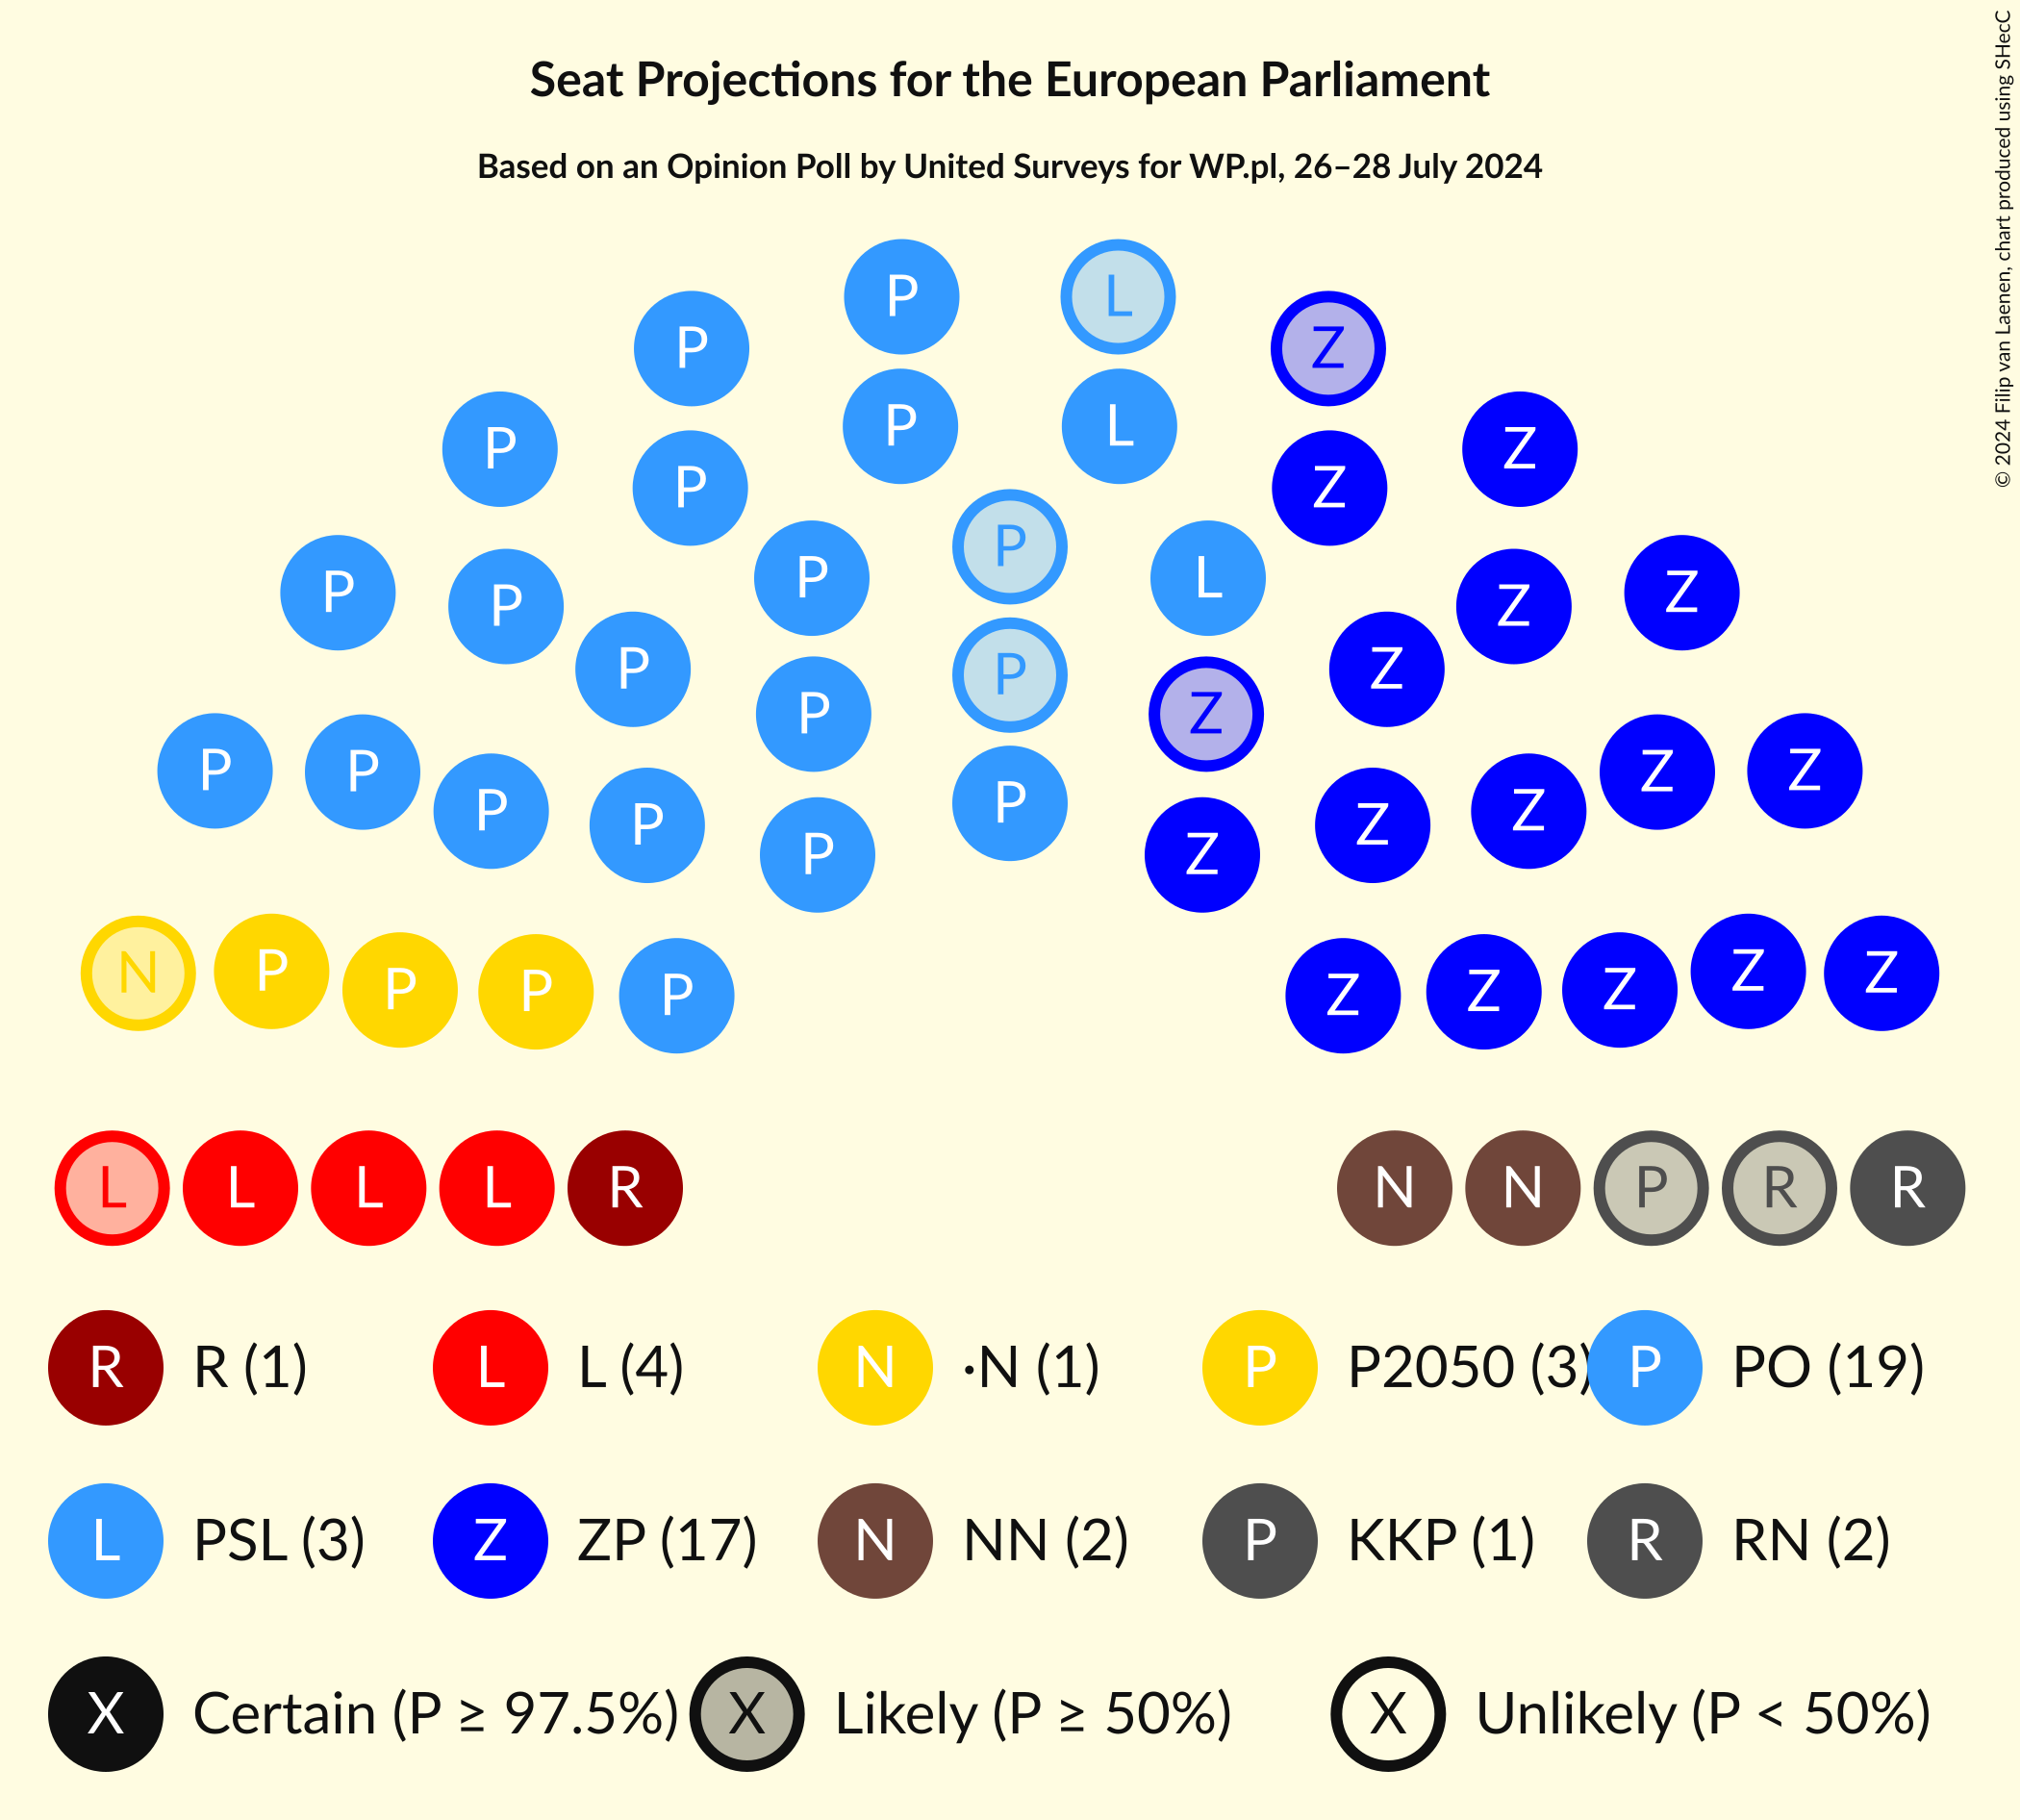 Seat Projections for the European Parliament
Based on an Opinion Poll by United Surveys for WP.pl, 26–28 July 2024
© 2024 Filip van Laenen, chart produced using SHecC
P L
P Z
P L
P Z
P Z
P
P L
P Z
P Z
P Z
P
P Z
P Z
P Z
P Z
P Z
P
P Z
N P P P P Z Z Z Z Z
L L L L R N N P R R
R R (1) L L (4) N ·N (1) P P2050 (3) P PO (19)
L PSL (3) Z ZP (17) N NN (2) P KKP (1) R RN (2)
X Certain (P ≥ 97.5%) X Likely (P ≥ 50%) X Unlikely (P < 50%)